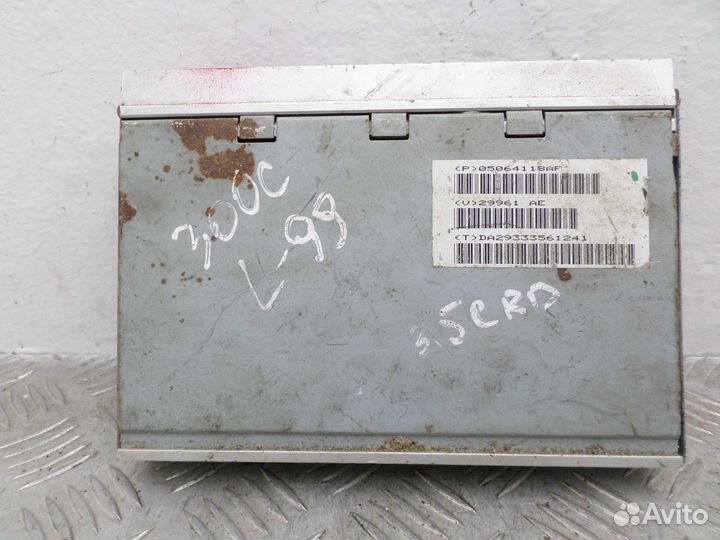 (P)05064118AF
(V)29961 AE
(T)DA29333561241
300C
L-99
3,5CRD
Avito